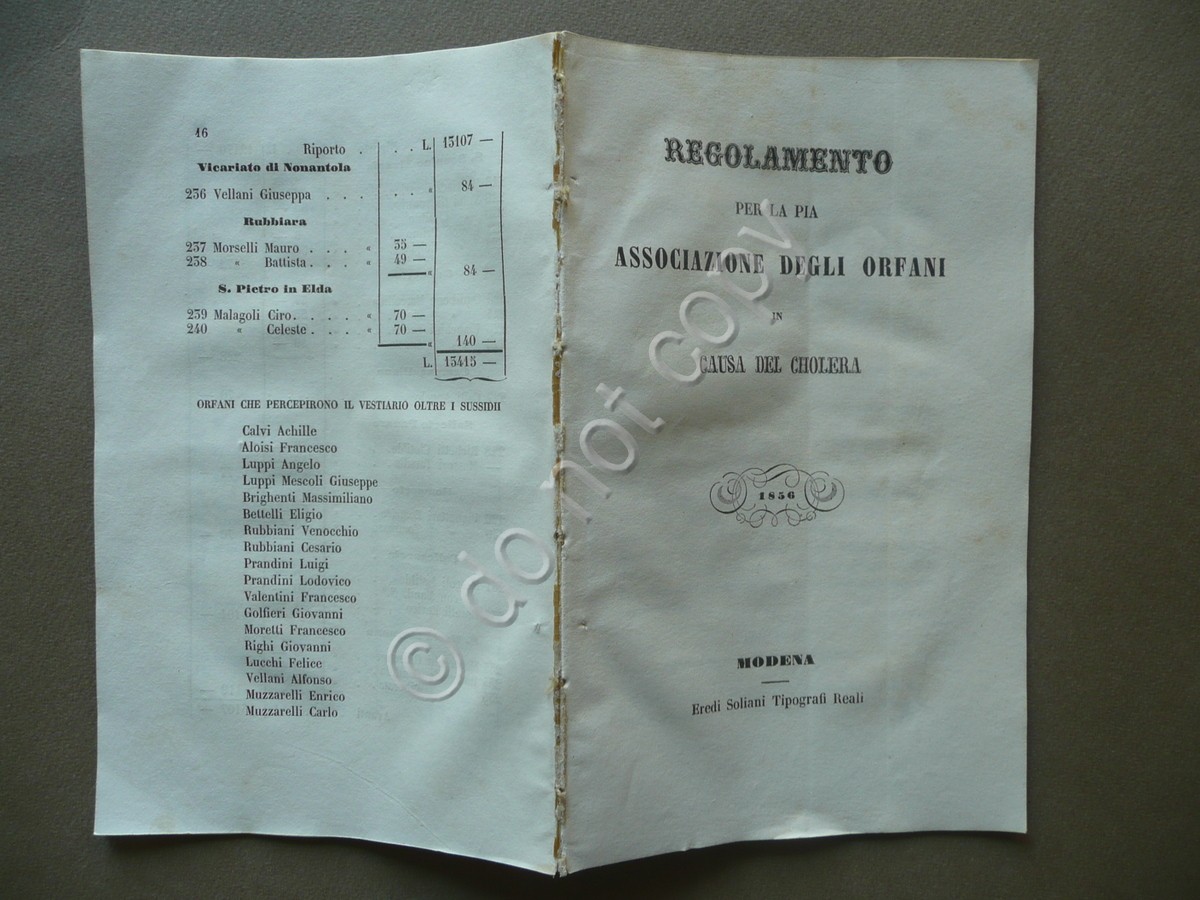 16
Riporto . . . L. 13107 —
Vicariato di Nonantola
236 Vellani Giuseppa . . . . . « 84 —
Rubbiara
237 Morselli Mauro . . . « 35 —
238 « Battista . . . « 49 —
« 84 —
S. Pietro in Elda
239 Malagoli Ciro . . . . « 70 —
240 « Celeste . . . . « 70 —
« 140 —
L. 13415 —
ORFANI CHE PERCEPIRONO IL VESTIARIO OLTRE I SUSSIDII
Calvi Achille
Aloisi Francesco
Luppi Angelo
Luppi Mescoli Giuseppe
Brighenti Massimiliano
Bettelli Eligio
Rubbiani Venocchio
Rubbiani Cesario
Prandini Luigi
Prandini Lodovico
Valentini Francesco
Golfieri Giovanni
Moretti Francesco
Righi Giovanni
Lucchi Felice
Vellani Alfonso
Muzzarelli Enrico
Muzzarelli Carlo
REGOLAMENTO
PER LA PIA
ASSOCIAZIONE DEGLI ORFANI
IN
CAUSA DEL CHOLERA
1856
MODENA
Eredi Soliani Tipografi Reali
© do not copy